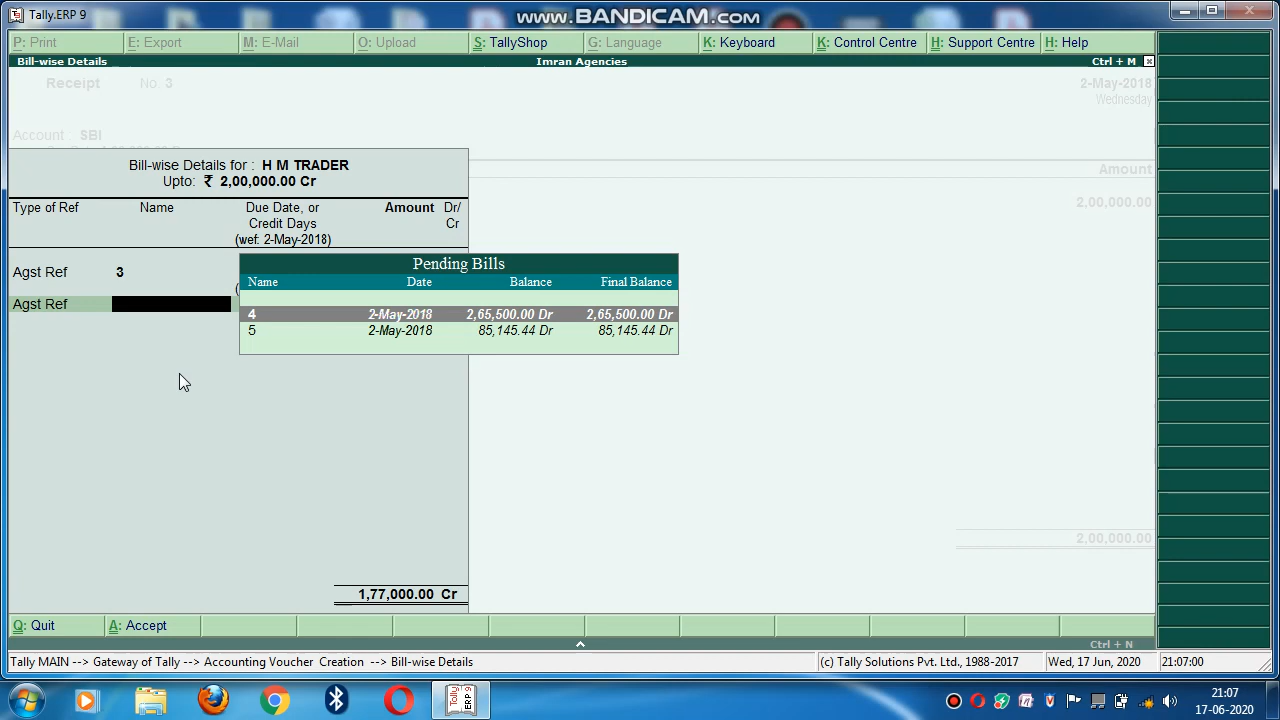 Tally.ERP 9
www.BANDICAM.com
P: Print E: Export M: E-Mail O: Upload S: TallyShop G: Language K: Keyboard K: Control Centre H: Support Centre H: Help
Bill-wise Details Imran Agencies Ctrl + M
Receipt No. 3 2-May-2018
Wednesday
Account : SBI
Bill-wise Details for : H M TRADER
Upto: ₹ 2,00,000.00 Cr
Amount
Type of Ref Name Due Date, or Amount Dr/
Credit Days Cr
(wef: 2-May-2018)
2,00,000.00
Agst Ref 3
Agst Ref
Pending Bills
Name Date Balance Final Balance
4 2-May-2018 2,65,500.00 Dr 2,65,500.00 Dr
5 2-May-2018 85,145.44 Dr 85,145.44 Dr
2,00,000.00
1,77,000.00 Cr
Q: Quit A: Accept
Ctrl + N
Tally MAIN --> Gateway of Tally --> Accounting Voucher Creation --> Bill-wise Details (c) Tally Solutions Pvt. Ltd., 1988-2017 Wed, 17 Jun, 2020 21:07:00
Tally ERP 9
21:07
17-06-2020